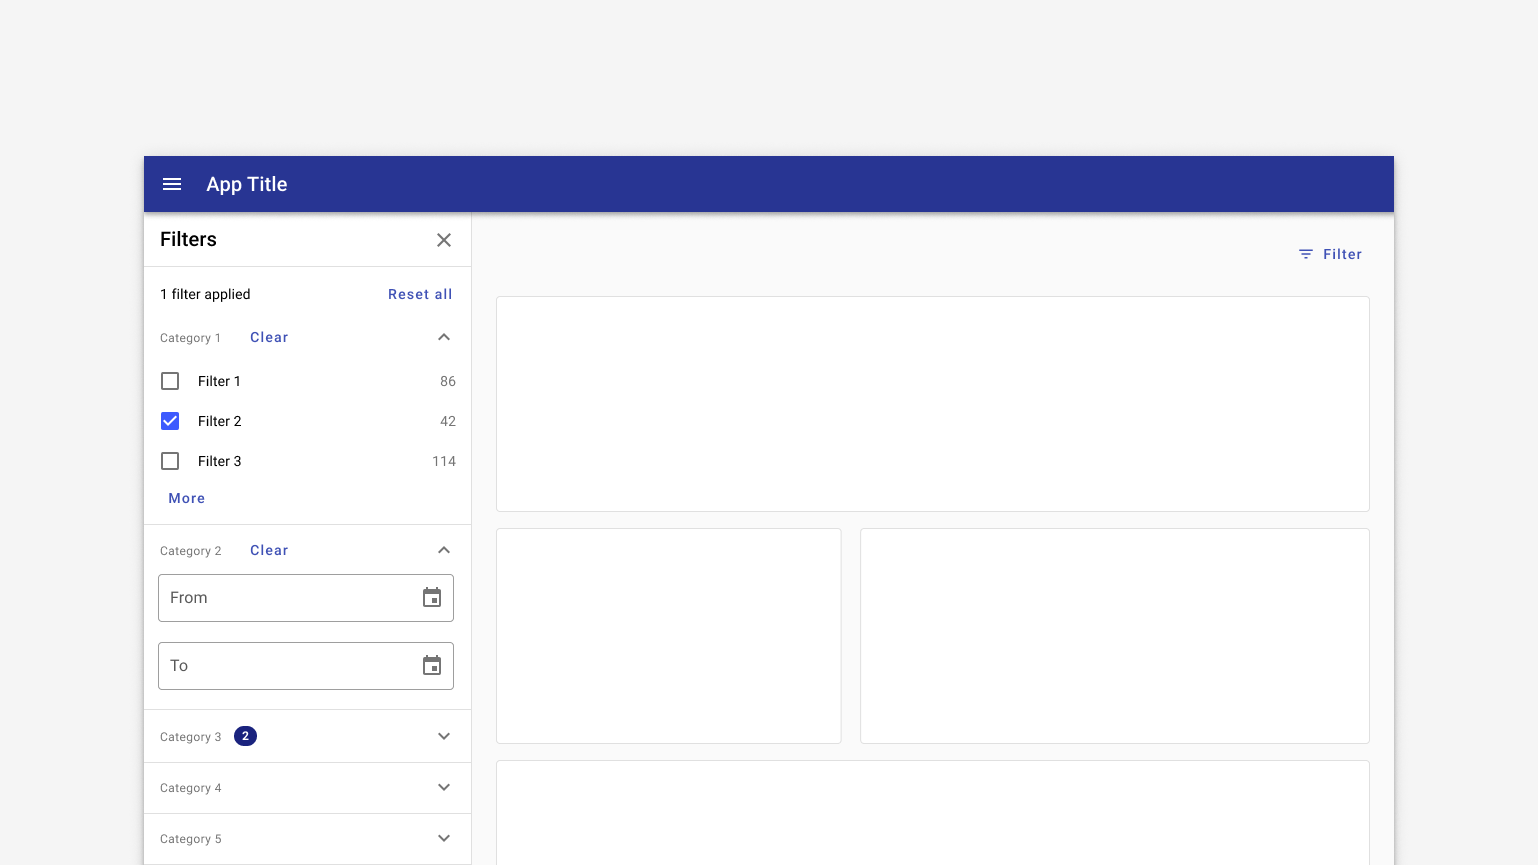 App Title
Filters
Filter
1 filter applied Reset all
Category 1 Clear
Filter 1 86
Filter 2 42
Filter 3 114
More
Category 2 Clear
From
To
Category 3 2
Category 4
Category 5